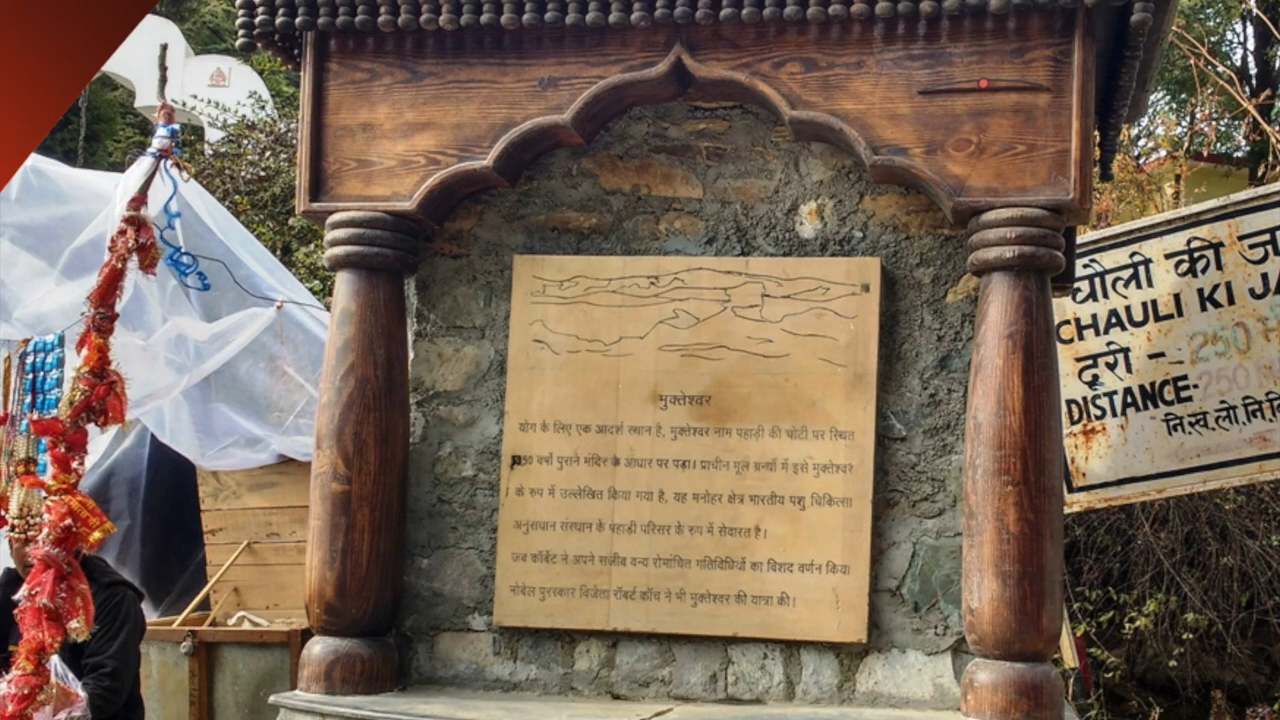 मुक्तेश्वर
योग के लिए एक आदर्श स्थान है, मुक्तेश्वर नाम पहाड़ी की चोटी पर स्थित
350 वर्षो पुराने मंदिर के आधार पर पड़ा। प्राचीन मूल ग्रन्थों में इसे मुक्तेश्वर
के रुप में उल्लेखित किया गया है, यह मनोहर क्षेत्र भारतीय पशु चिकित्सा
अनुसंधान संस्थान के पहाड़ी परिसर के रुप में सेवारत है।
जब कॉर्बेट ने अपने सजीव वन्य रोमांचित गतिविधियों का विशद वर्णन किया
नोबेल पुरस्कार विजेता रॉबर्ट कॉच ने भी मुक्तेश्वर की यात्रा की।
चौली की
CHAULI KI
दूरी - 250
DISTANCE- 250
नि.ख.लो.नि.